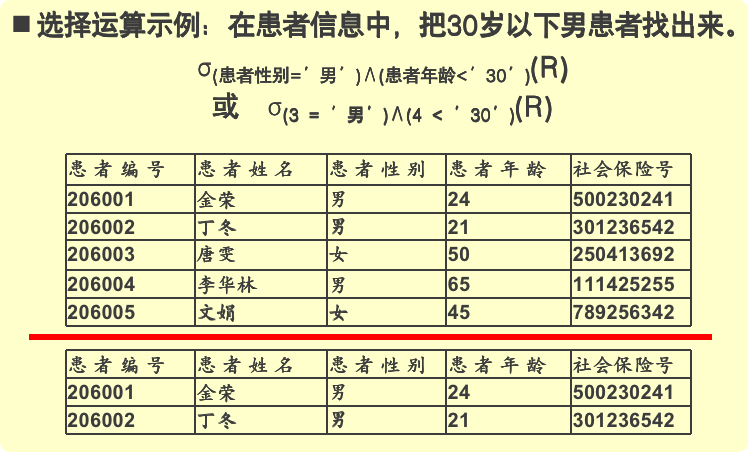 ■ 选择运算示例：在患者信息中，把30岁以下男患者找出来。
σ(患者性别=′男′)∧(患者年龄<′30′)(R)
或 σ(3 = ′男′)∧(4 < ′30′)(R)
患者编号 患者姓名 患者性别 患者年龄 社会保险号
206001 金荣 男 24 500230241
206002 丁冬 男 21 301236542
206003 唐雯 女 50 250413692
206004 李华林 男 65 111425255
206005 文娟 女 45 789256342
患者编号 患者姓名 患者性别 患者年龄 社会保险号
206001 金荣 男 24 500230241
206002 丁冬 男 21 301236542